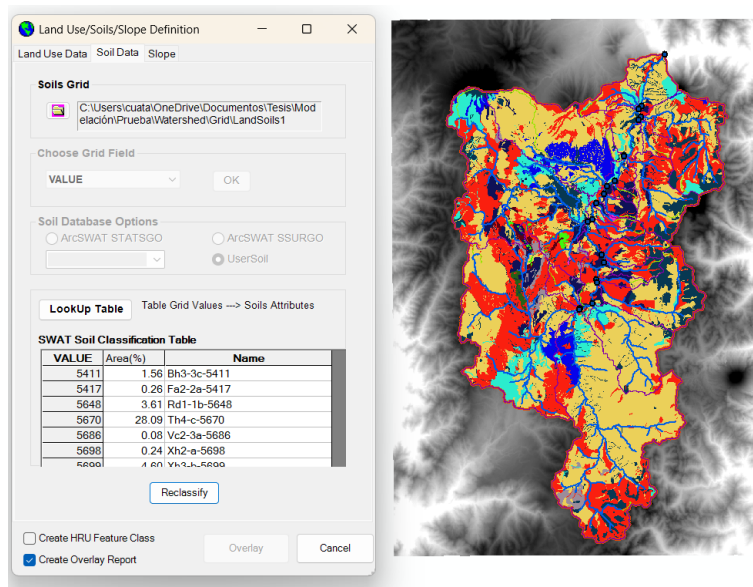 Land Use/Soils/Slope Definition
Land Use Data Soil Data Slope
Soils Grid
C:\Users\cuata\OneDrive\Documentos\Tesis\Mod
elación\Prueba\Watershed\Grid\LandSoils1
Choose Grid Field
VALUE OK
Soil Database Options
ArcSWAT STATSGO ArcSWAT SSURGO
UserSoil
LookUp Table Table Grid Values ---> Soils Attributes
SWAT Soil Classification Table
VALUE Area(%) Name
5411 1.56 Bh3-3c-5411
5417 0.26 Fa2-2a-5417
5648 3.61 Rd1-1b-5648
5670 28.09 Th4-c-5670
5686 0.08 Vc2-3a-5686
5698 0.24 Xh2-a-5698
5699 4.60 Xh3-b-5699
Reclassify
Create HRU Feature Class
Create Overlay Report
Overlay Cancel